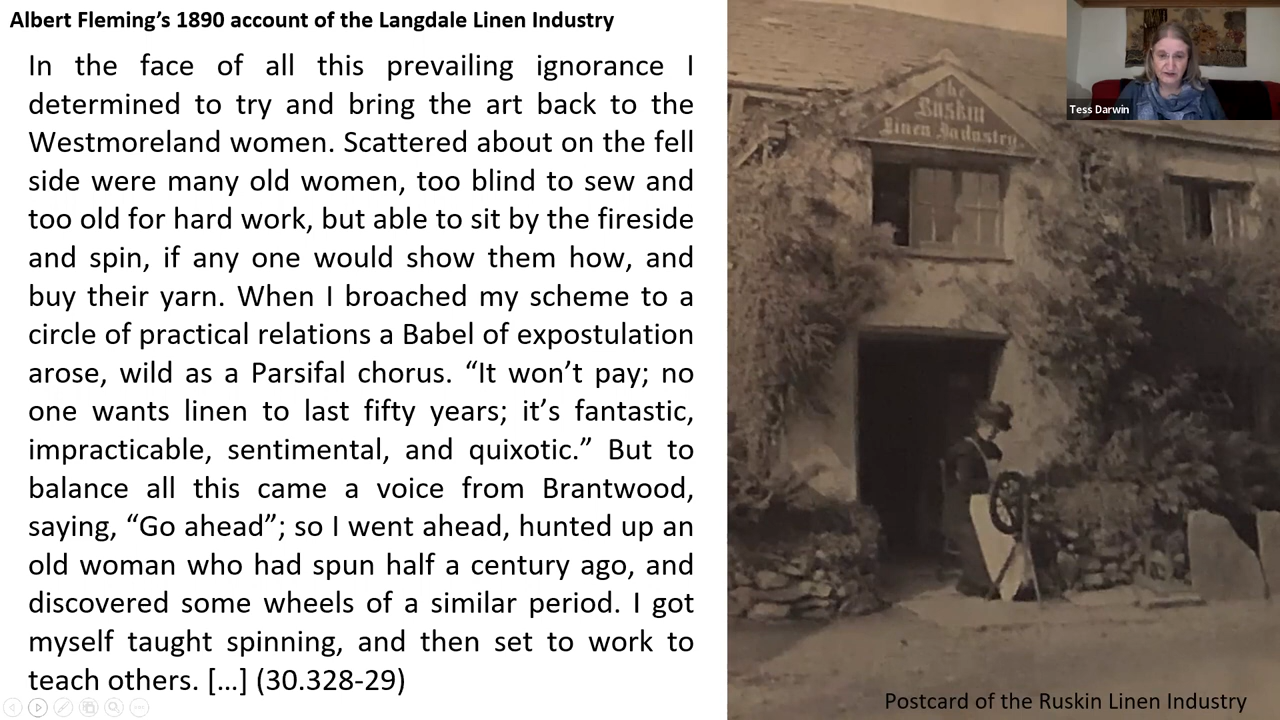 Albert Fleming’s 1890 account of the Langdale Linen Industry
In the face of all this prevailing ignorance I
determined to try and bring the art back to the
Westmoreland women. Scattered about on the fell
side were many old women, too blind to sew and
too old for hard work, but able to sit by the fireside
and spin, if any one would show them how, and
buy their yarn. When I broached my scheme to a
circle of practical relations a Babel of expostulation
arose, wild as a Parsifal chorus. “It won’t pay; no
one wants linen to last fifty years; it’s fantastic,
impracticable, sentimental, and quixotic.” But to
balance all this came a voice from Brantwood,
saying, “Go ahead”; so I went ahead, hunted up an
old woman who had spun half a century ago, and
discovered some wheels of a similar period. I got
myself taught spinning, and then set to work to
teach others. […] (30.328-29)
The
Ruskin
Linen Industry.
Tess Darwin
Postcard of the Ruskin Linen Industry